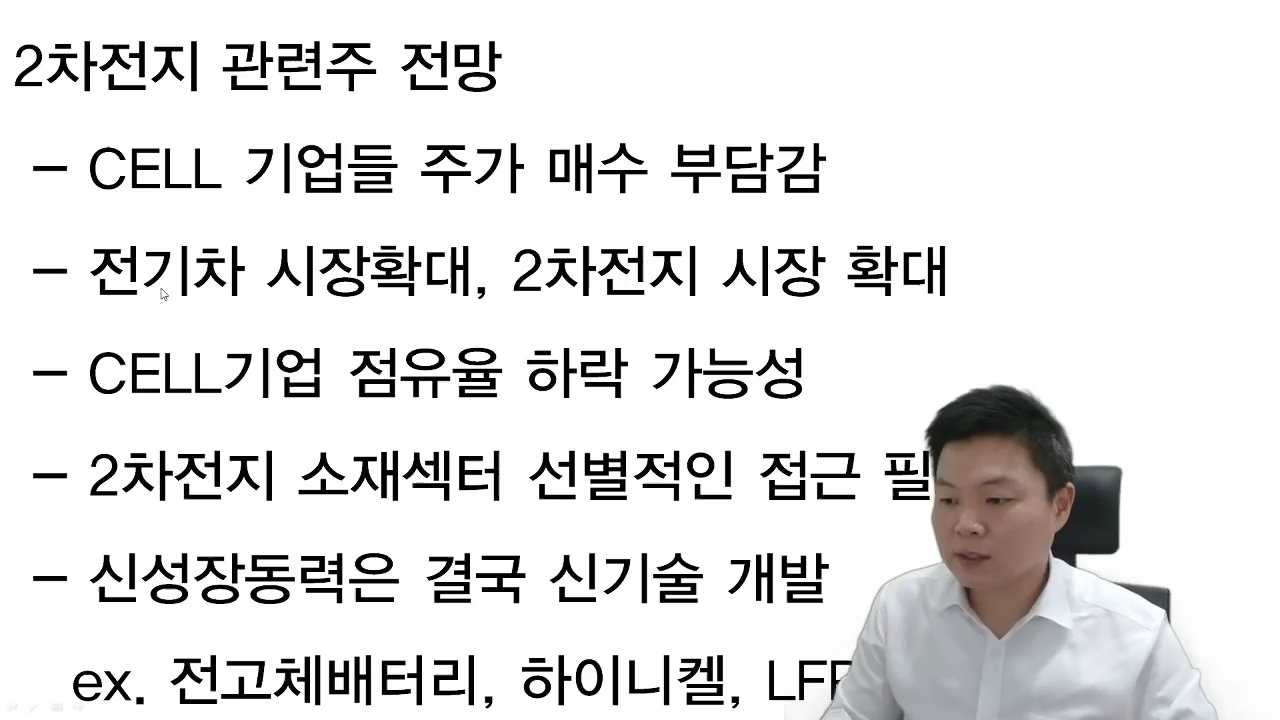 2차전지 관련주 전망
- CELL 기업들 주가 매수 부담감
- 전기차 시장확대, 2차전지 시장 확대
- CELL기업 점유율 하락 가능성
- 2차전지 소재섹터 선별적인 접근
- 신성장동력은 결국 신기술 개발
ex. 전고체배터리, 하이니켈,